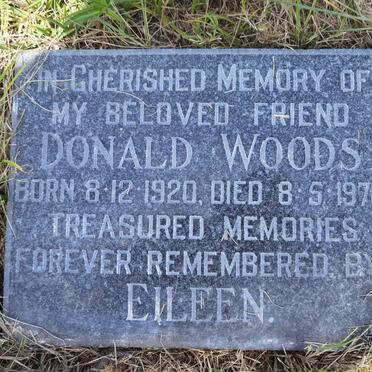 IN CHERISHED MEMORY OF
MY BELOVED FRIEND
DONALD WOODS
BORN 8·12·1920, DIED 8·5·197
TREASURED MEMORIES
FOREVER REMEMBERED BY
EILEEN.